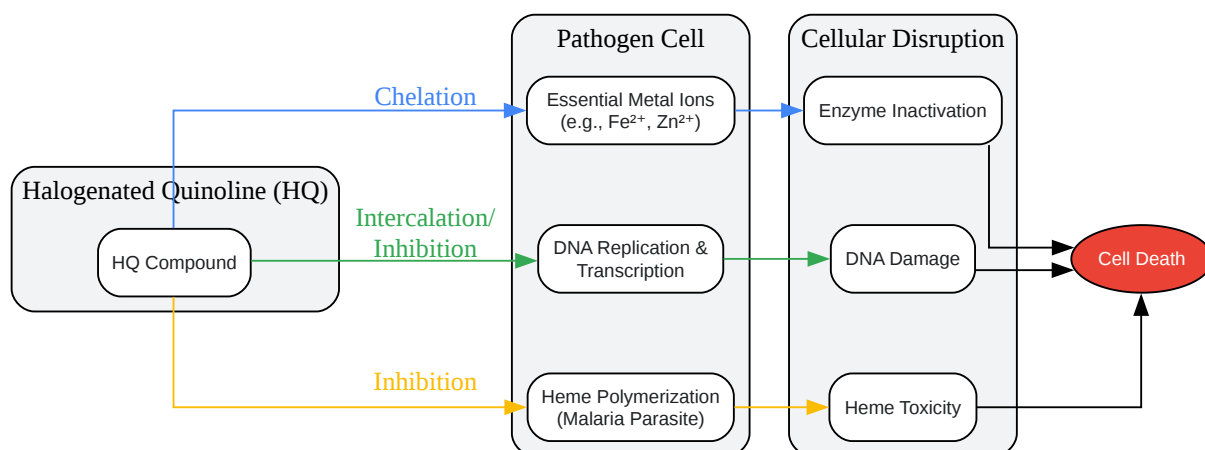 Pathogen Cell
Cellular Disruption
Chelation
Essential Metal Ions
(e.g., Fe²⁺, Zn²⁺)
Enzyme Inactivation
Halogenated Quinoline (HQ)
HQ Compound
Intercalation/
Inhibition
DNA Replication &
Transcription
DNA Damage
Cell Death
Inhibition
Heme Polymerization
(Malaria Parasite)
Heme Toxicity